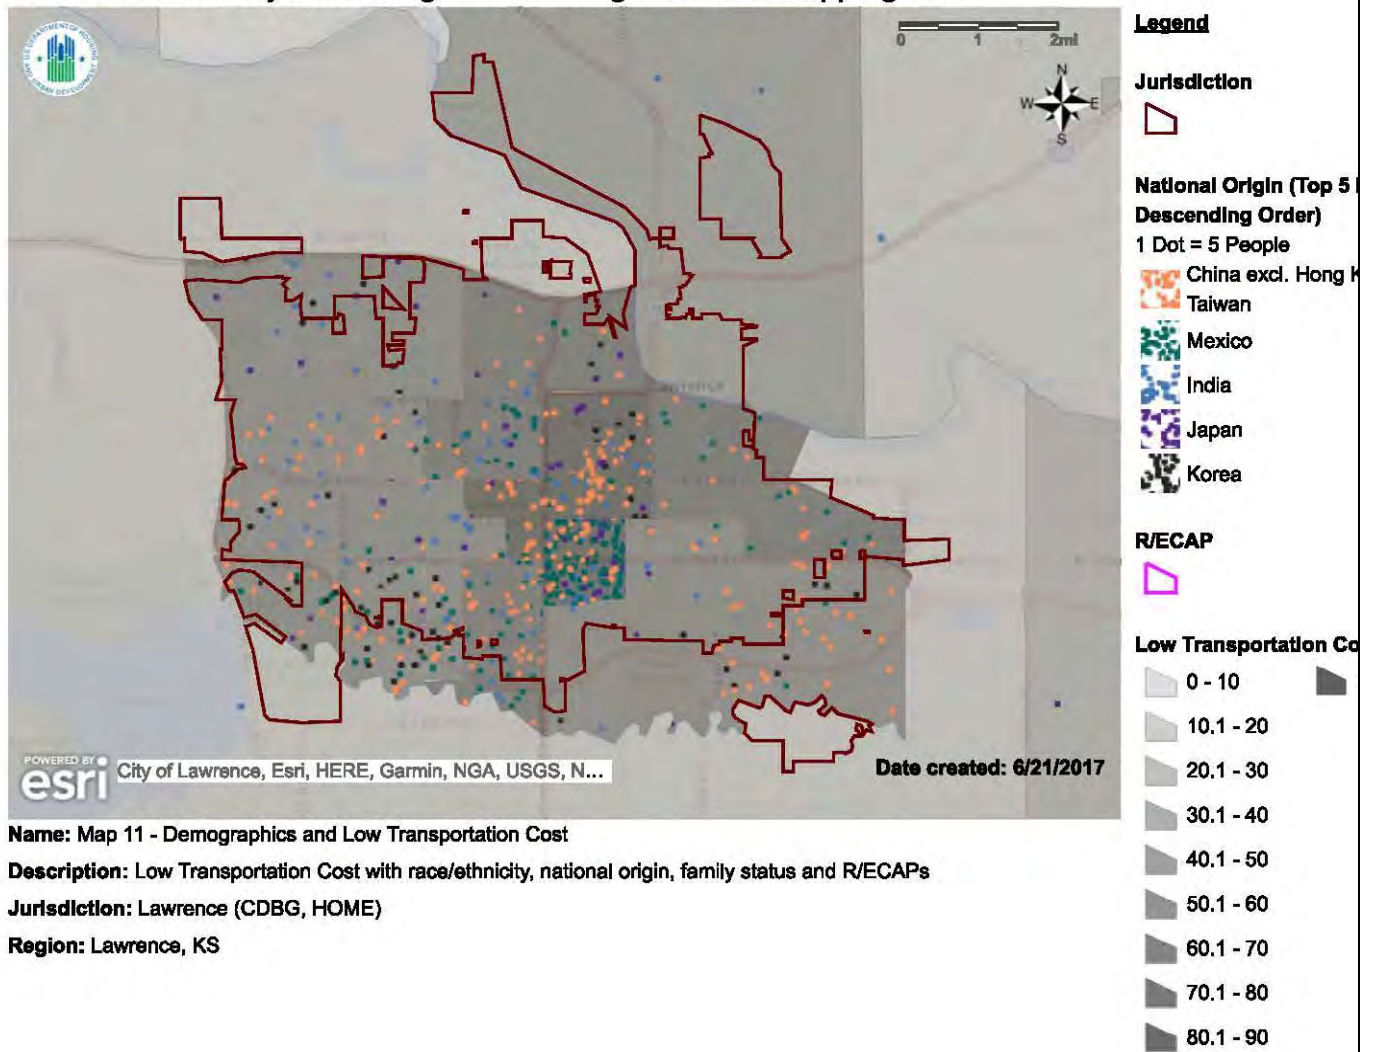 0 1 2mi
N
W E
S
POWERED BY
esri
City of Lawrence, Esri, HERE, Garmin, NGA, USGS, N...
Date created: 6/21/2017
Name: Map 11 - Demographics and Low Transportation Cost
Description: Low Transportation Cost with race/ethnicity, national origin, family status and R/ECAPs
Jurisdiction: Lawrence (CDBG, HOME)
Region: Lawrence, KS
Legend
Jurisdiction
National Origin (Top 5
Descending Order)
1 Dot = 5 People
China excl. Hong K
Taiwan
Mexico
India
Japan
Korea
R/ECAP
Low Transportation Co
0 - 10
10.1 - 20
20.1 - 30
30.1 - 40
40.1 - 50
50.1 - 60
60.1 - 70
70.1 - 80
80.1 - 90